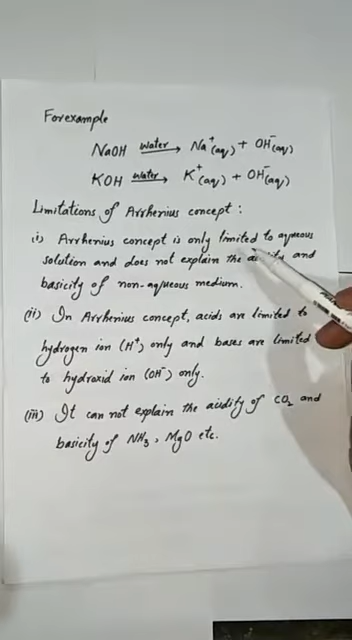 For example
NaOH water→ Na⁺(aq) + OH⁻(aq)
KOH water→ K⁺(aq) + OH⁻(aq)
Limitations of Arrhenius concept :
(i) Arrhenius concept is only limited to aqueous
solution and does not explain the and
basicity of non-aqueous medium.
(ii) In Arrhenius concept, acids are limited to
hydrogen ion (H⁺) only and bases are limited
to hydroxid ion (OH⁻) only.
(iii) It can not explain the acidity of CO₂ and
basicity of NH₃, MgO etc.